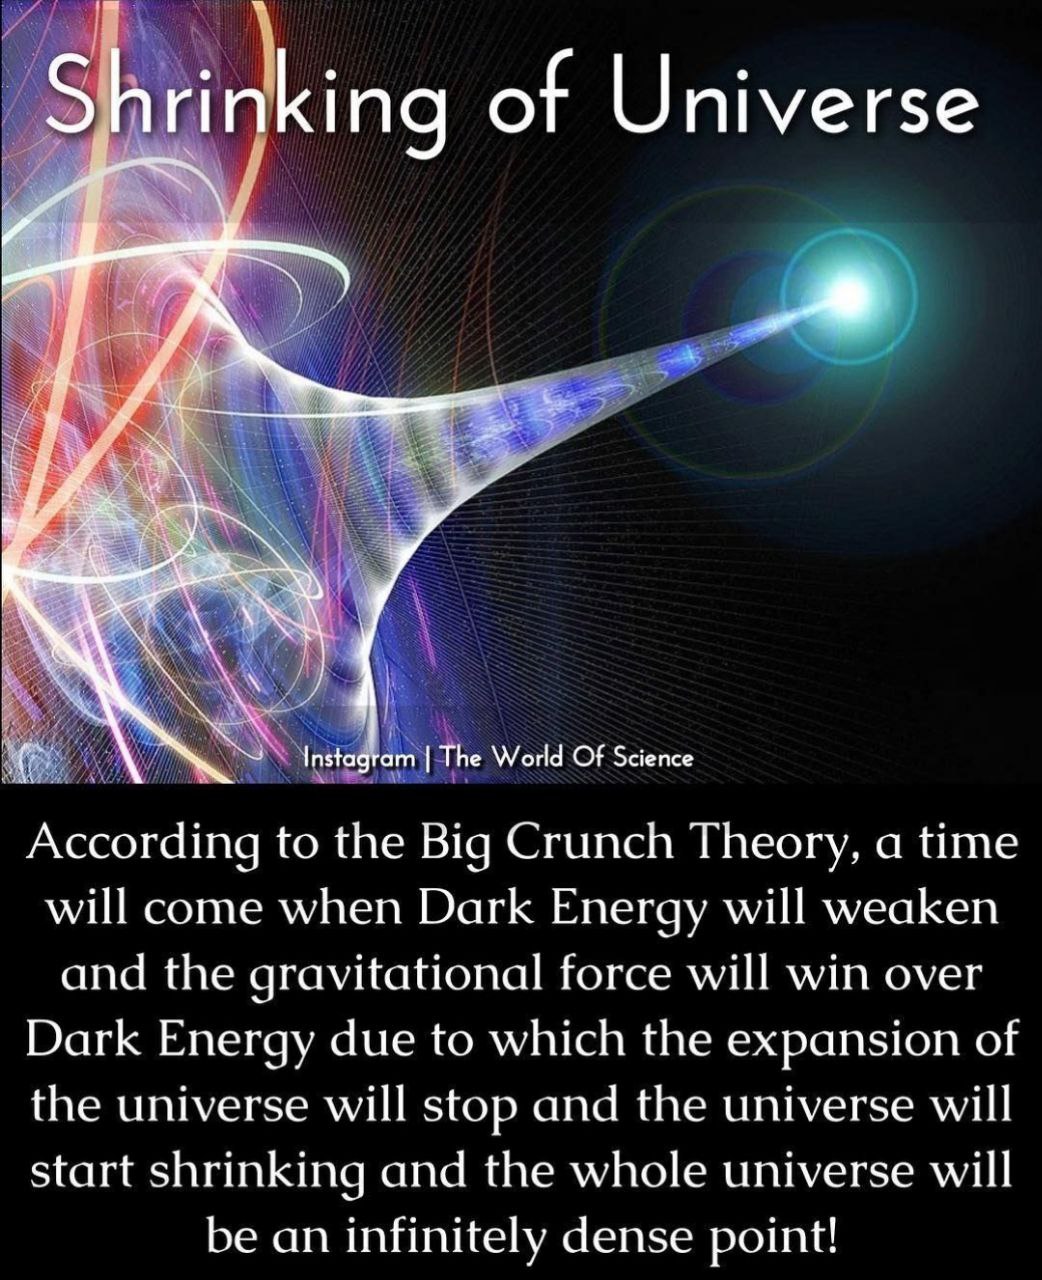 Shrinking of Universe
Instagram | The World Of Science
According to the Big Crunch Theory, a time
will come when Dark Energy will weaken
and the gravitational force will win over
Dark Energy due to which the expansion of
the universe will stop and the universe will
start shrinking and the whole universe will
be an infinitely dense point!